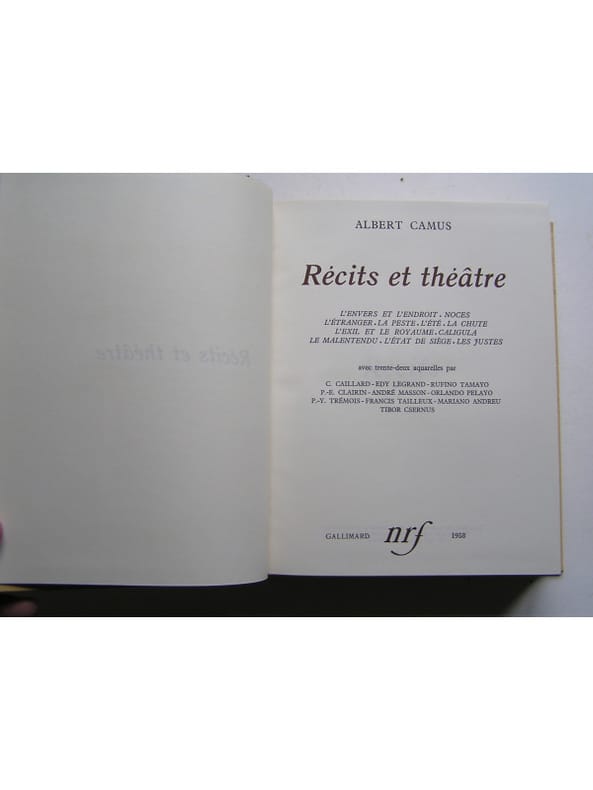 ALBERT CAMUS
Récits et théâtre
L'ENVERS ET L'ENDROIT . NOCES
L'ÉTRANGER . LA PESTE . L'ÉTÉ . LA CHUTE
L'EXIL ET LE ROYAUME . CALIGULA
LE MALENTENDU . L'ÉTAT DE SIÈGE . LES JUSTES
avec trente-deux aquarelles par
C. CAILLARD - EDY LEGRAND - RUFINO TAMAYO
P.-E. CLAIRIN - ANDRÉ MASSON - ORLANDO PELAYO
P.-Y. TRÉMOIS - FRANCIS TAILLEUX - MARIANO ANDREU
TIBOR CSERNUS
GALLIMARD nrf 1958
Récits et théâtre